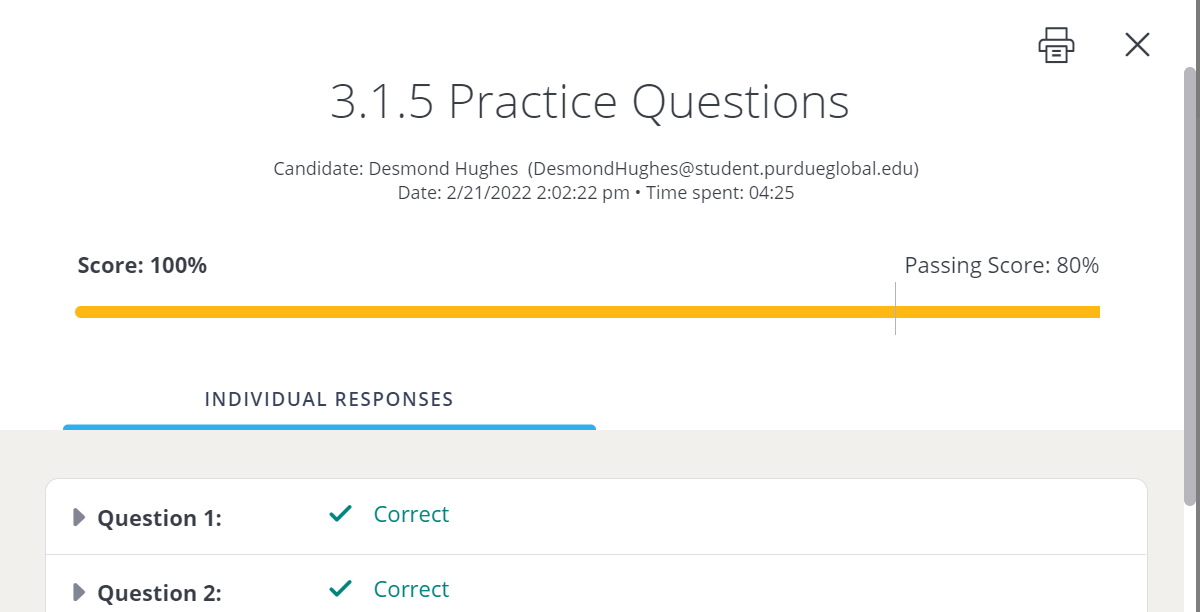 3.1.5 Practice Questions
Candidate: Desmond Hughes  (DesmondHughes@student.purdueglobal.edu)
Date: 2/21/2022 2:02:22 pm • Time spent: 04:25
Score: 100%
Passing Score: 80%
INDIVIDUAL RESPONSES
Question 1: Correct
Question 2: Correct